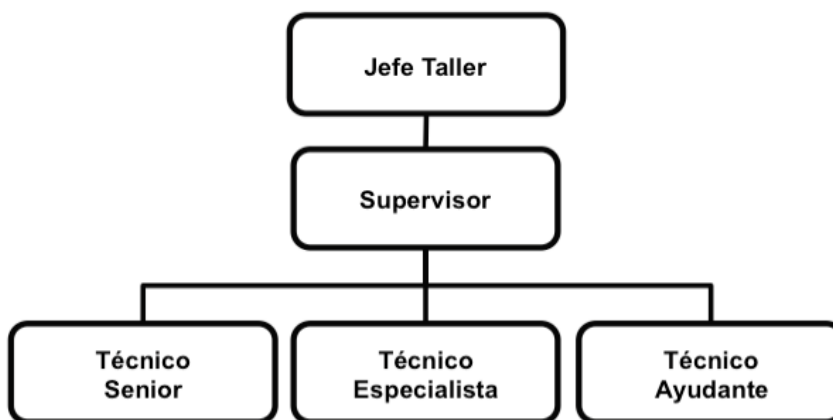 Jefe Taller
Supervisor
Técnico
Senior
Técnico
Especialista
Técnico
Ayudante